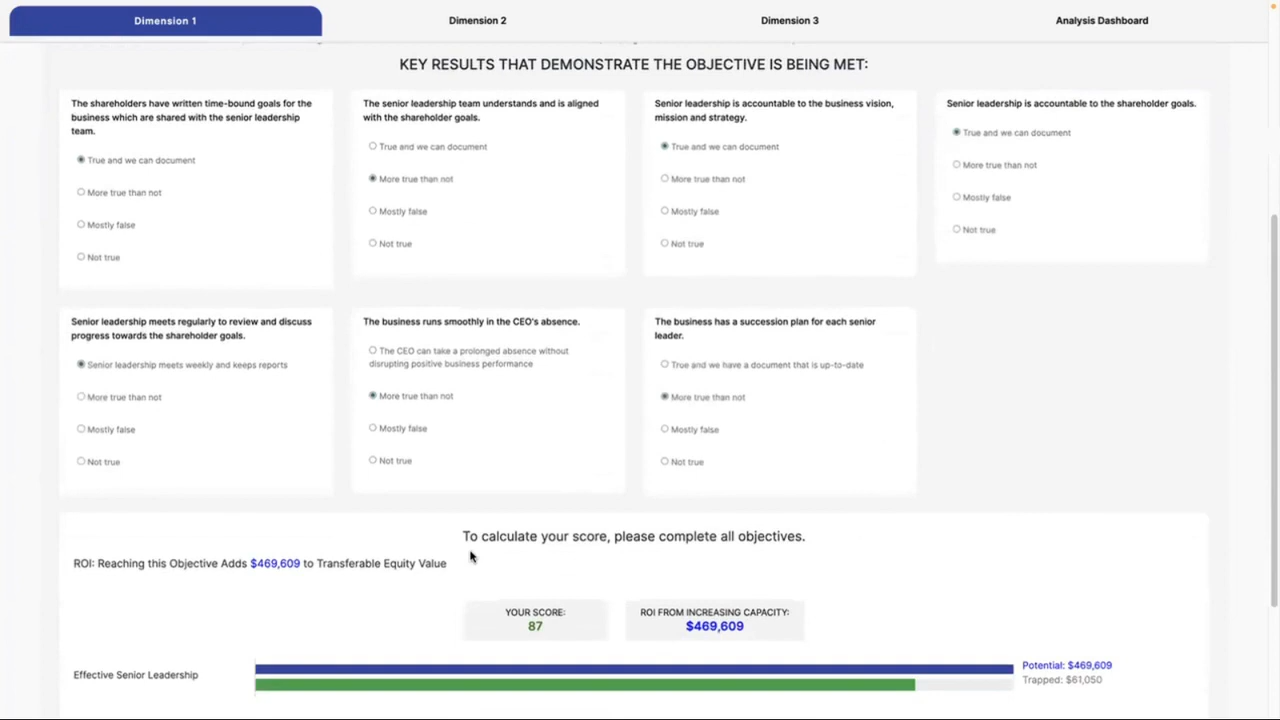 Dimension 1
Dimension 2
Dimension 3
Analysis Dashboard
KEY RESULTS THAT DEMONSTRATE THE OBJECTIVE IS BEING MET:
The shareholders have written time-bound goals for the
business which are shared with the senior leadership
team.
True and we can document
More true than not
Mostly false
Not true
The senior leadership team understands and is aligned
with the shareholder goals.
True and we can document
More true than not
Mostly false
Not true
Senior leadership is accountable to the business vision,
mission and strategy.
True and we can document
More true than not
Mostly false
Not true
Senior leadership is accountable to the shareholder goals.
True and we can document
More true than not
Mostly false
Not true
Senior leadership meets regularly to review and discuss
progress towards the shareholder goals.
Senior leadership meets weekly and keeps reports
More true than not
Mostly false
Not true
The business runs smoothly in the CEO's absence.
The CEO can take a prolonged absence without
disrupting positive business performance
More true than not
Mostly false
Not true
The business has a succession plan for each senior
leader.
True and we have a document that is up-to-date
More true than not
Mostly false
Not true
To calculate your score, please complete all objectives.
ROI: Reaching this Objective Adds $469,609 to Transferable Equity Value
YOUR SCORE:
87
ROI FROM INCREASING CAPACITY:
$469,609
Effective Senior Leadership
Potential: $469,609
Trapped: $61,050